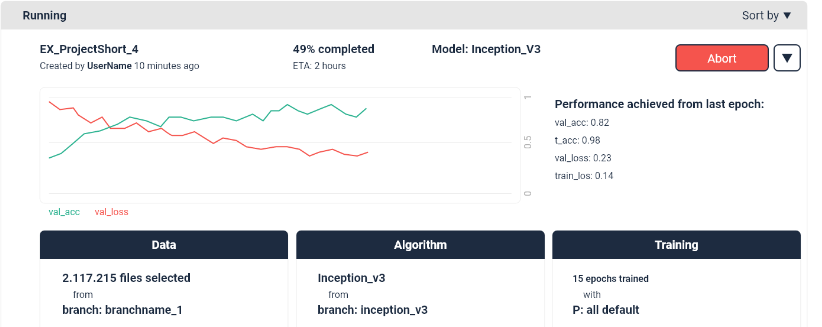 Running
Sort by ▼
EX_ProjectShort_4
49% completed
Model: Inception_V3
Abort
▼
Created by UserName 10 minutes ago
ETA: 2 hours
1
0.5
0
val_acc
val_loss
Performance achieved from last epoch:
val_acc: 0.82
t_acc: 0.98
val_loss: 0.23
train_los: 0.14
Data
2.117.215 files selected
from
branch: branchname_1
Algorithm
Inception_v3
from
branch: inception_v3
Training
15 epochs trained
with
P: all default